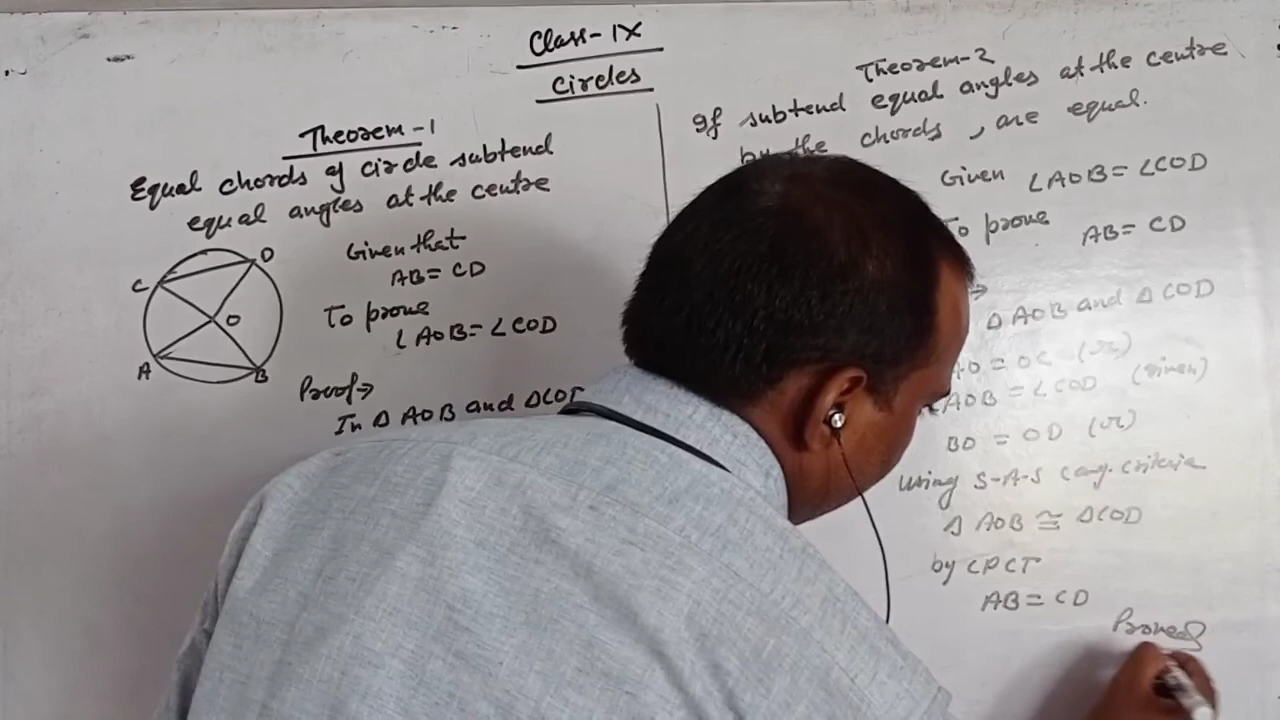 Class-IX
Circles
Theorem-1
Equal chords of circle subtend
equal angles at the centre
C
D
O
A
B
Given that
AB = CD
To prove
∠AOB = ∠COD
Proof→
In Δ AOB and ΔCOD
Theorem-2
If subtend equal angles at the centre
by the chords, are equal.
Given ∠AOB = ∠COD
To prove
AB = CD
Δ AOB and Δ COD
AO = OC (r)
∠AOB = ∠COD (Given)
BO = OD (r)
using S-A-S cong. criteria
Δ AOB ≅ ΔCOD
by CPCT
AB = CD
Proved